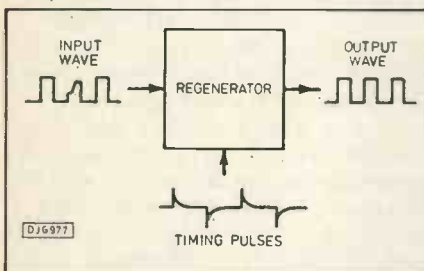 INPUT
WAVE
OUTPUT
WAVE
REGENERATOR
DJG977
TIMING PULSES